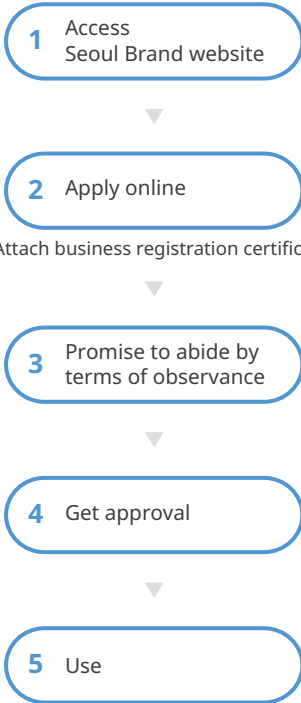 1 Access
Seoul Brand website
2 Apply online
Attach business registration
3 Promise to abide by
terms of observance
4 Get approval
5 Use